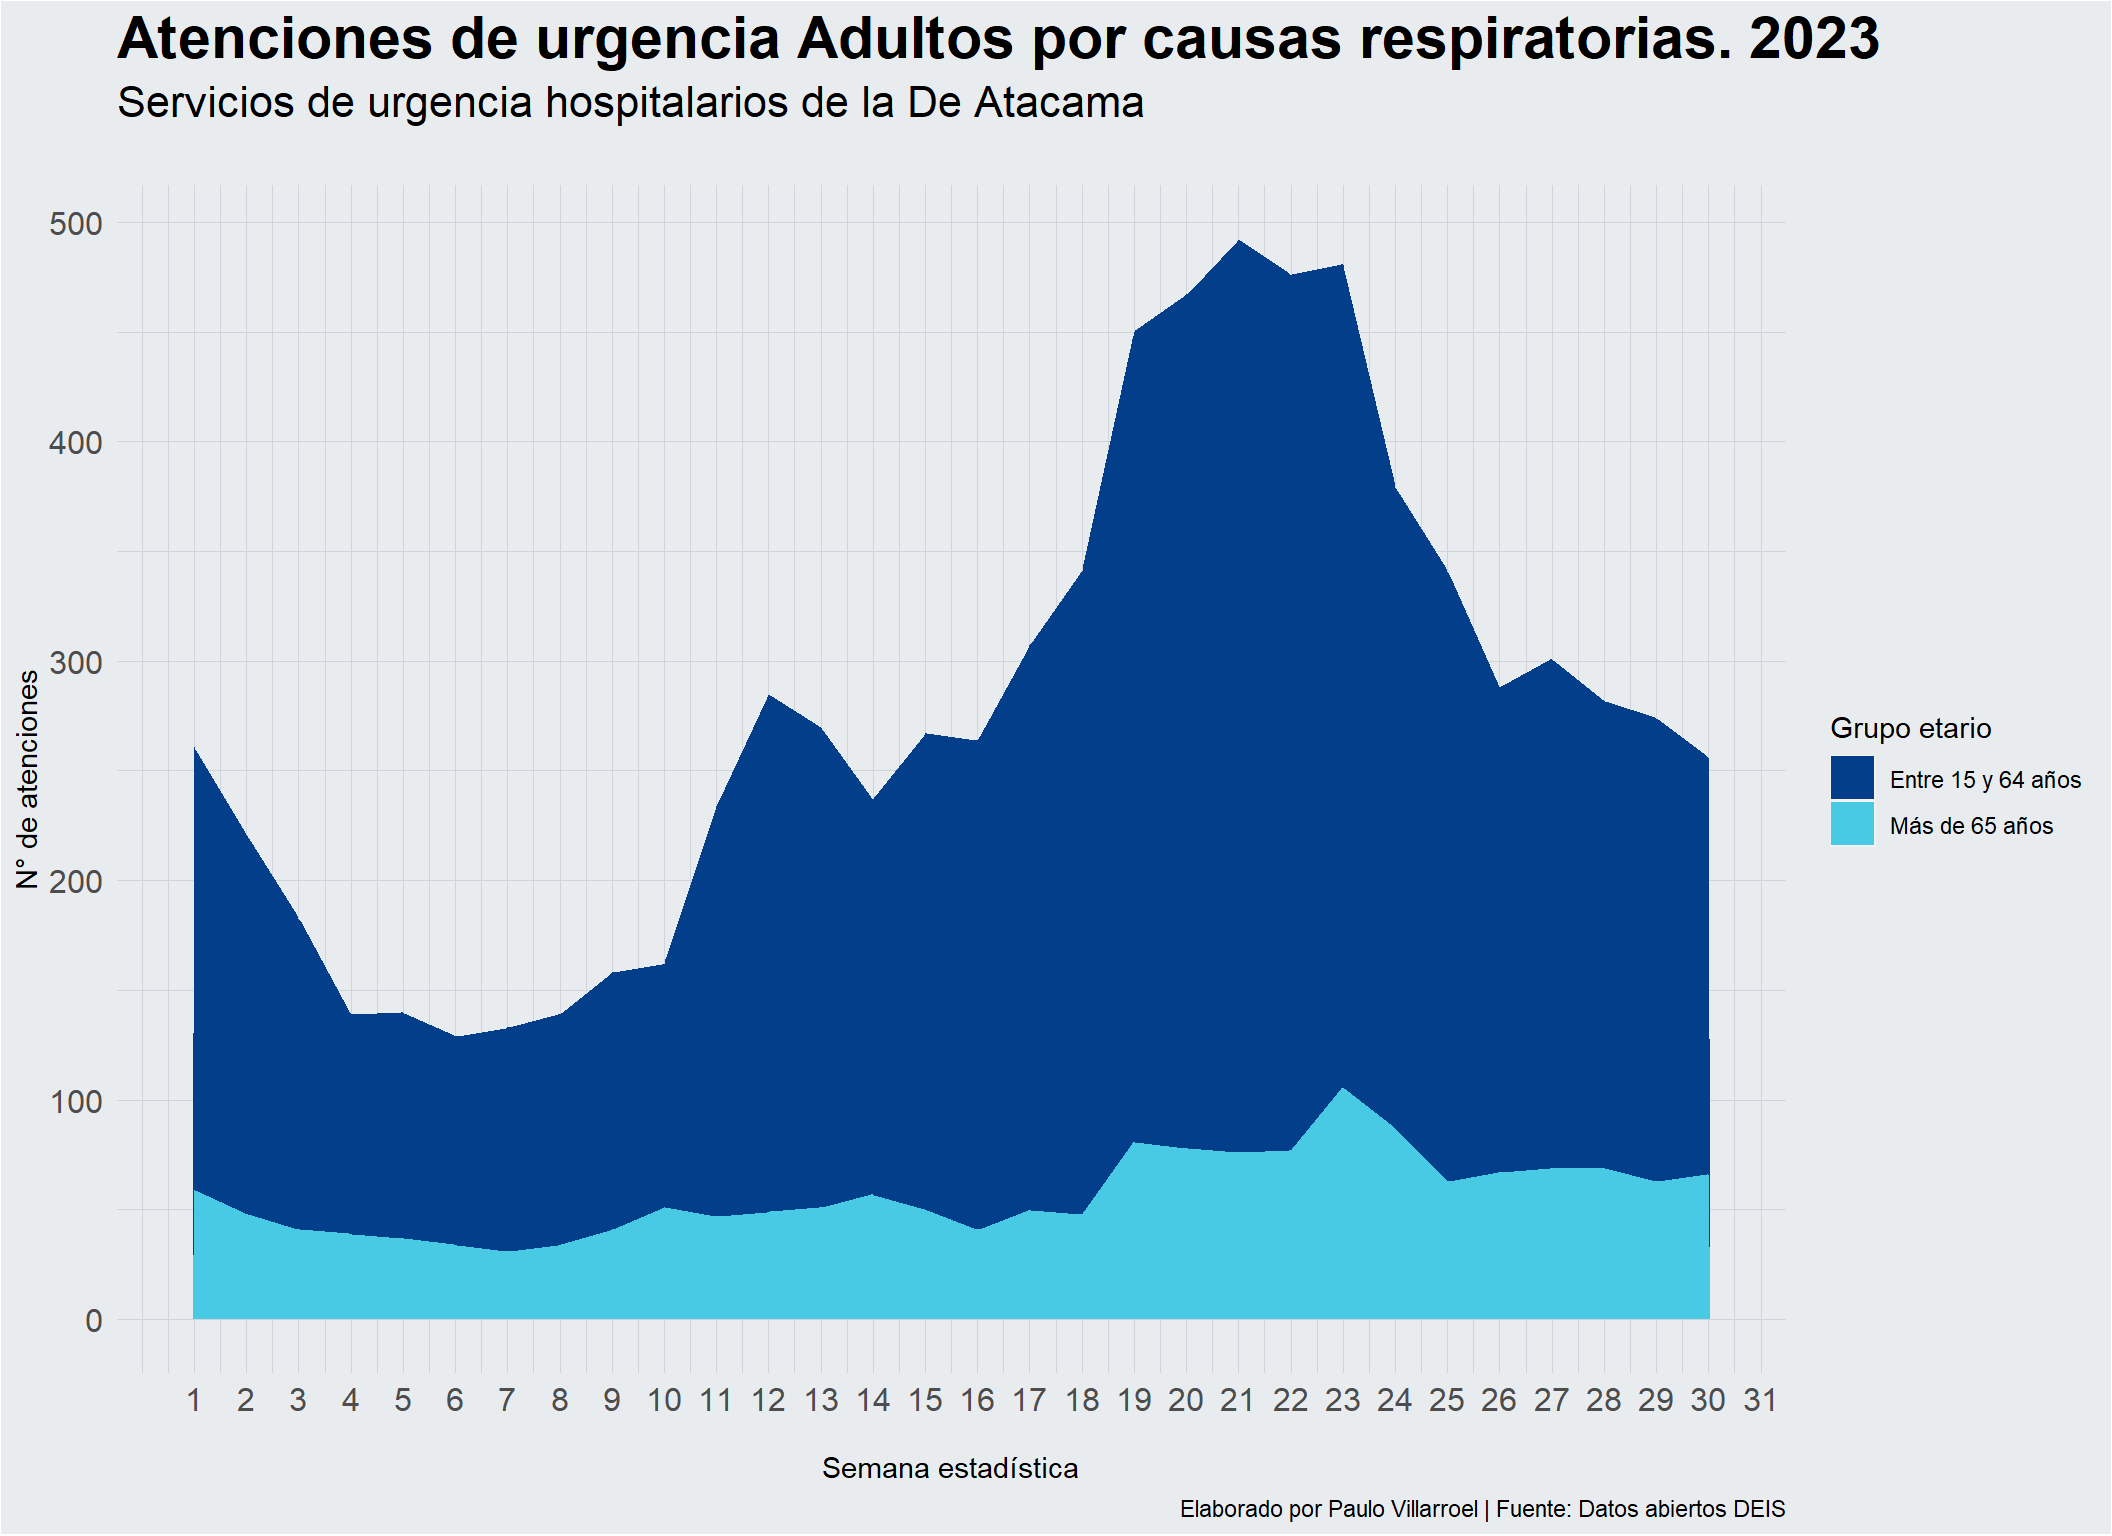 Atenciones de urgencia Adultos por causas respiratorias. 2023
Servicios de urgencia hospitalarios de la De Atacama
500
400
300
200
100
0
N° de atenciones
1 2 3 4 5 6 7 8 9 10 11 12 13 14 15 16 17 18 19 20 21 22 23 24 25 26 27 28 29 30 31
Semana estadística
Grupo etario
Entre 15 y 64 años
Más de 65 años
Elaborado por Paulo Villarroel | Fuente: Datos abiertos DEIS